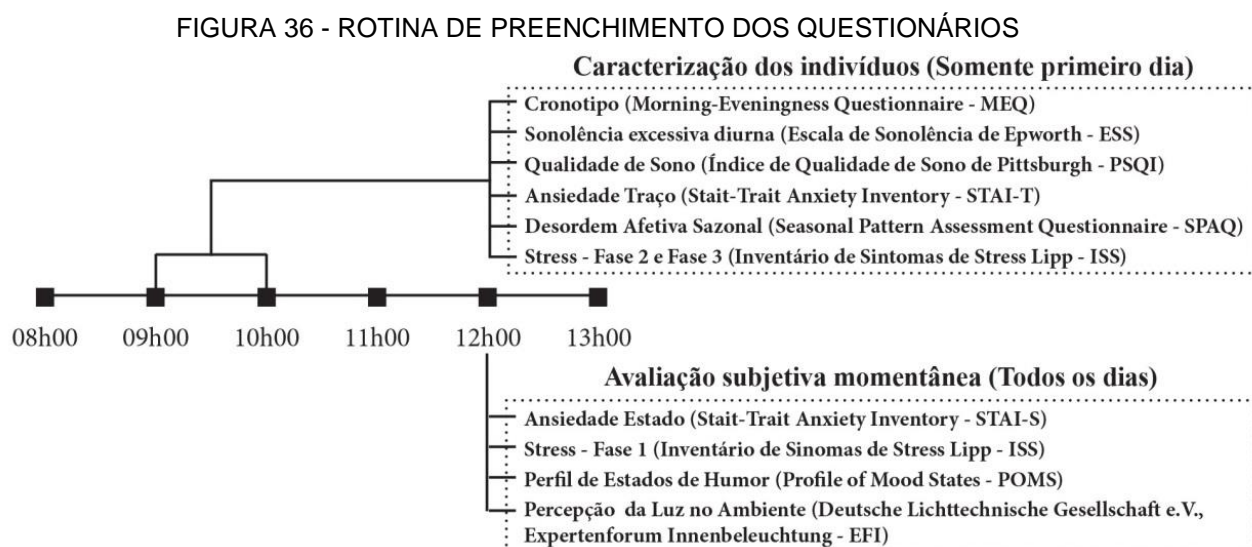 FIGURA 36 - ROTINA DE PREENCHIMENTO DOS QUESTIONÁRIOS
Caracterização dos indivíduos (Somente primeiro dia)
Cronotipo (Morning-Eveningness Questionnaire - MEQ)
Sonolência excessiva diurna (Escala de Sonolência de Epworth - ESS)
Qualidade de Sono (Índice de Qualidade de Sono de Pittsburgh - PSQI)
Ansiedade Traço (Stait-Trait Anxiety Inventory - STAI-T)
Desordem Afetiva Sazonal (Seasonal Pattern Assessment Questionnaire - SPAQ)
Stress - Fase 2 e Fase 3 (Inventário de Sintomas de Stress Lipp - ISS)
08h00 09h00 10h00 11h00 12h00 13h00
Avaliação subjetiva momentânea (Todos os dias)
Ansiedade Estado (Stait-Trait Anxiety Inventory - STAI-S)
Stress - Fase 1 (Inventário de Sinomas de Stress Lipp - ISS)
Perfil de Estados de Humor (Profile of Mood States - POMS)
Percepção da Luz no Ambiente (Deutsche Lichttechnische Gesellschaft e.V.,
Expertenforum Innenbeleuchtung - EFI)